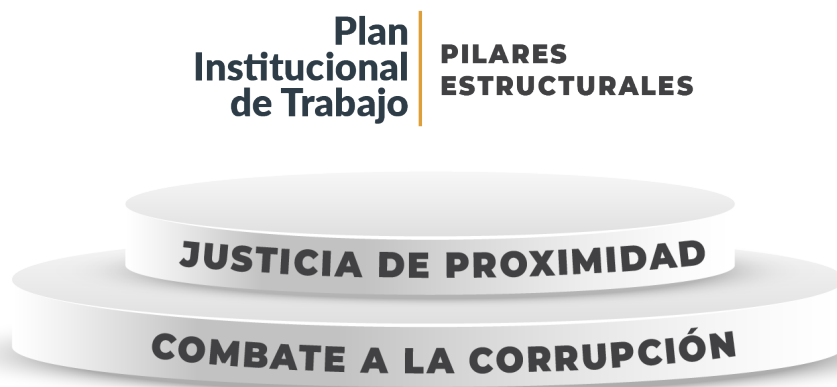 Plan
Institucional
de Trabajo
PILARES
ESTRUCTURALES
JUSTICIA DE PROXIMIDAD
COMBATE A LA CORRUPCIÓN